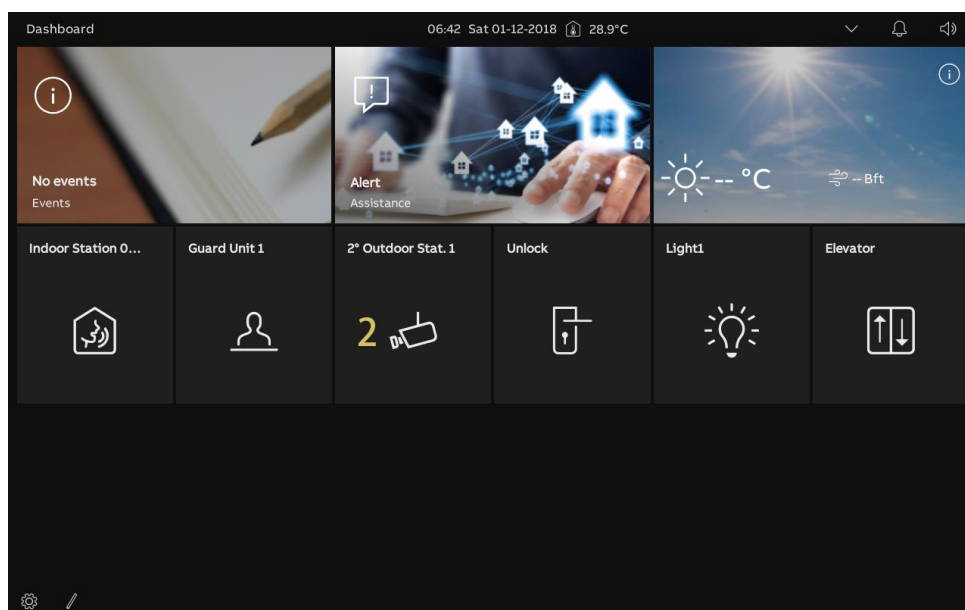 Dashboard
06:42 Sat 01-12-2018 28.9°C
No events
Events
!
Alert
Assistance
i
-- °C
-- Bft
Indoor Station 0...
Guard Unit 1
2° Outdoor Stat. 1
2
Unlock
Light1
Elevator